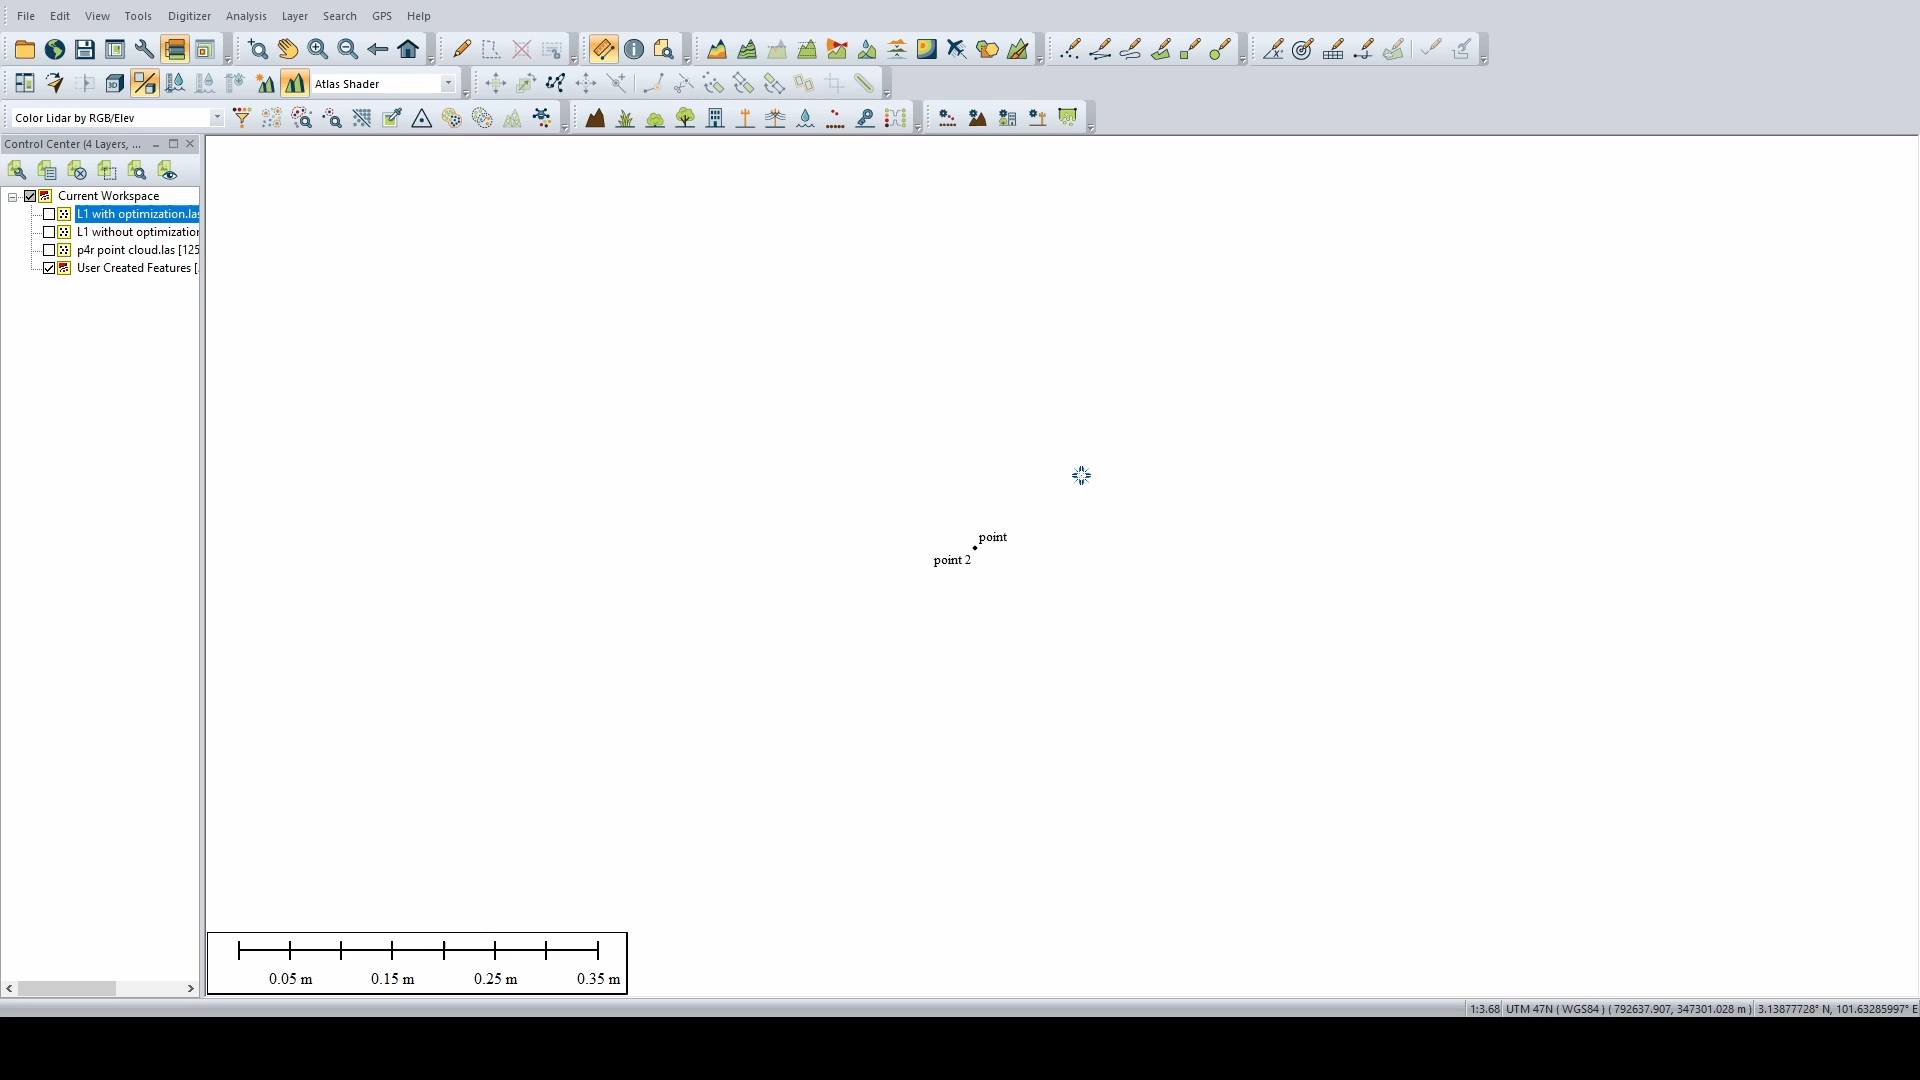 File Edit View Tools Digitizer Analysis Layer Search GPS Help
3D
Atlas Shader
Color Lidar by RGB/Elev
Control Center (4 Layers, ...
Current Workspace
L1 with optimization.las
L1 without optimization
p4r point cloud.las [125
User Created Features [
point
point 2
0.05 m 0.15 m 0.25 m 0.35 m
1:3.68 UTM 47N ( WGS84 ) ( 792637.907, 347301.028 m ) 3.13877728° N, 101.63285997° E